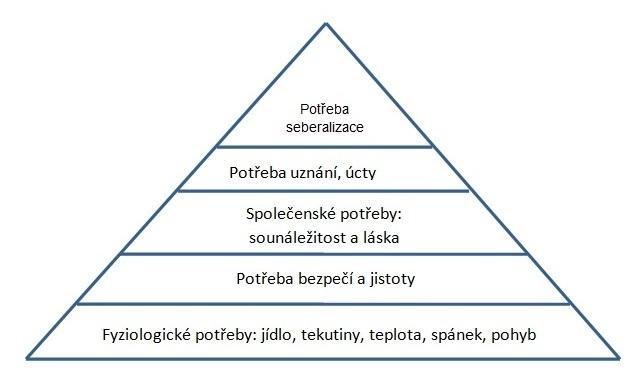 Potřeba
seberalizace
Potřeba uznání, úcty
Společenské potřeby:
sounáležitost a láska
Potřeba bezpečí a jistoty
Fyziologické potřeby: jídlo, tekutiny, teplota, spánek, pohyb